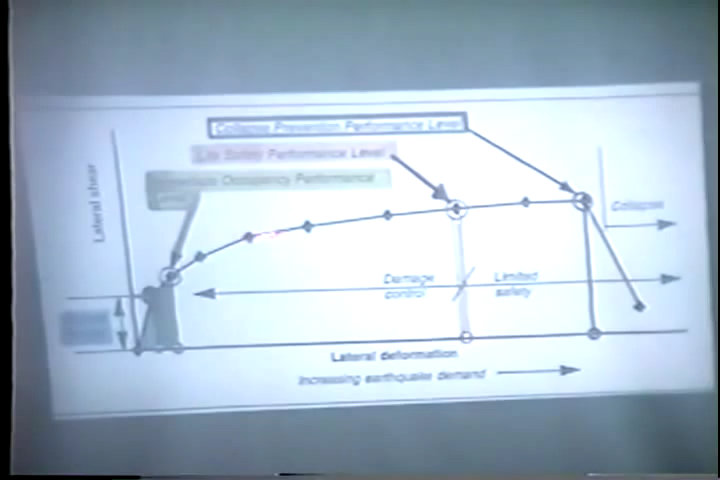 Collapse Prevention Performance Level
Life Safety Performance Level
Occupancy Performance
Lateral shear
Collapse
Damage
control
Limited
safety
Lateral deformation
Increasing earthquake demand